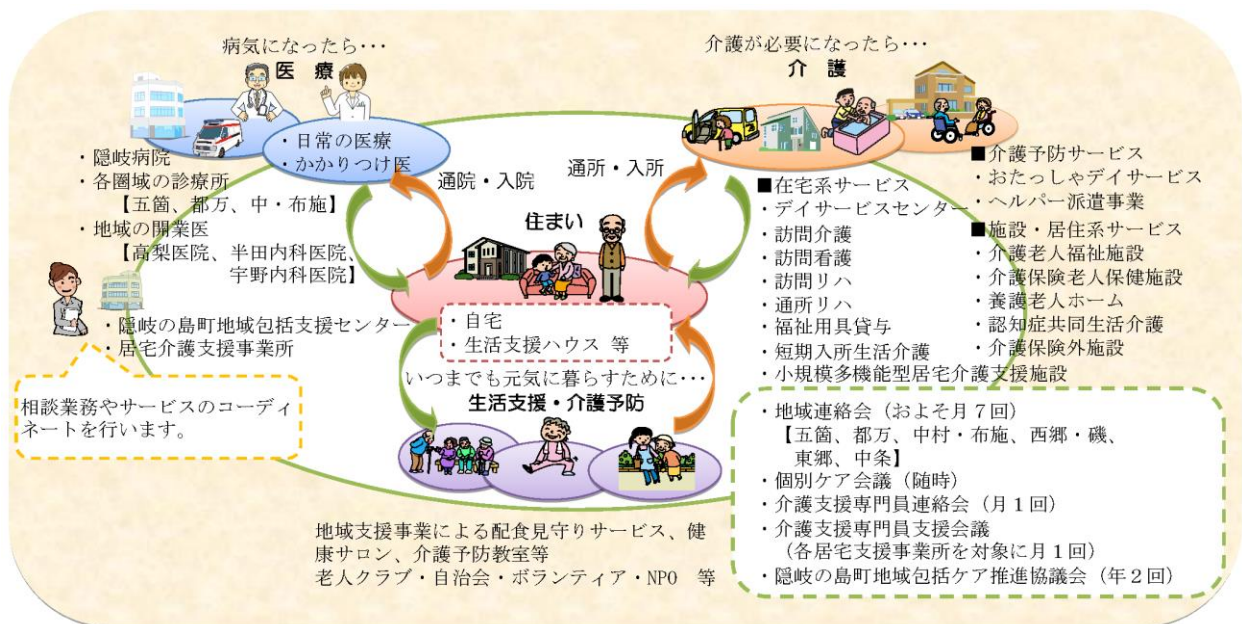 病気になったら･･･
医 療
・日常の医療
・かかりつけ医
・隠岐病院
・各圏域の診療所
【五箇、都万、中・布施】
・地域の開業医
【高梨医院、半田内科医院、
宇野内科医院】
通院・入院
通所・入所
介護が必要になったら･･･
介 護
■在宅系サービス
・デイサービスセンター
・訪問介護
・訪問看護
・訪問リハ
・通所リハ
・福祉用具貸与
・短期入所生活介護
・小規模多機能型居宅介護支援施設
■介護予防サービス
・おたっしゃデイサービス
・ヘルパー派遣事業
■施設・居住系サービス
・介護老人福祉施設
・介護保険老人保健施設
・養護老人ホーム
・認知症共同生活介護
・介護保険外施設
住まい
・自宅
・生活支援ハウス 等
・隠岐の島町地域包括支援センター
・居宅介護支援事業所
相談業務やサービスのコーディ
ネートを行います。
いつまでも元気に暮らすために･･･
生活支援・介護予防
地域支援事業による配食見守りサービス、健
康サロン、介護予防教室等
老人クラブ・自治会・ボランティア・NPO 等
・地域連絡会（およそ月７回）
【五箇、都万、中村・布施、西郷・磯、
東郷、中条】
・個別ケア会議（随時）
・介護支援専門員連絡会（月１回）
・介護支援専門員支援会議
（各居宅支援事業所を対象に月１回）
・隠岐の島町地域包括ケア推進協議会（年２回）